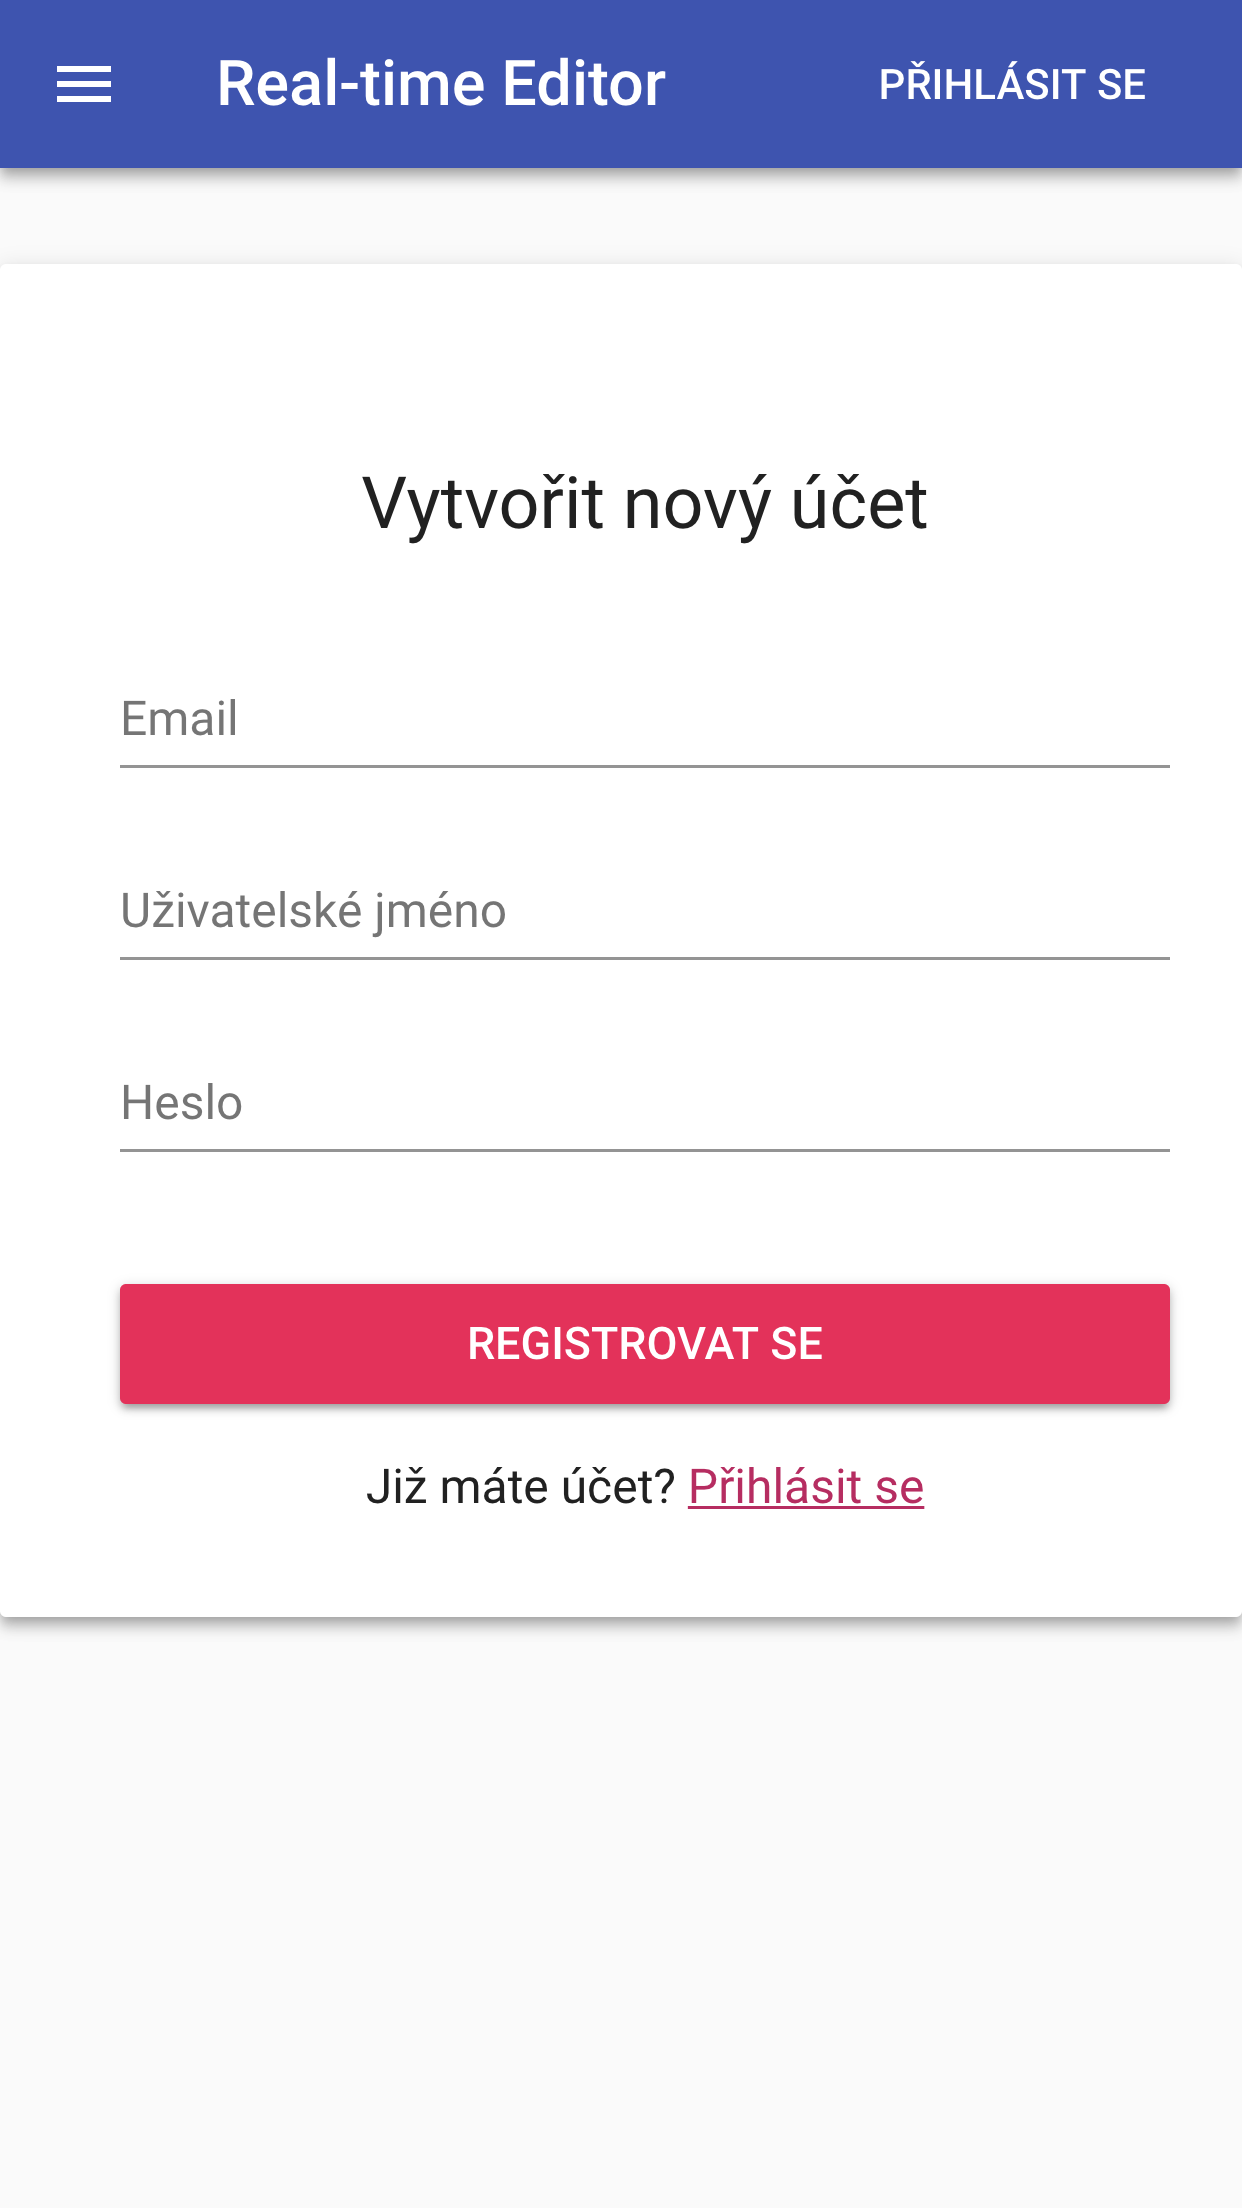 Real-time Editor
PŘIHLÁSIT SE
Vytvořit nový účet
Email
Uživatelské jméno
Heslo
REGISTROVAT SE
Již máte účet? Přihlásit se